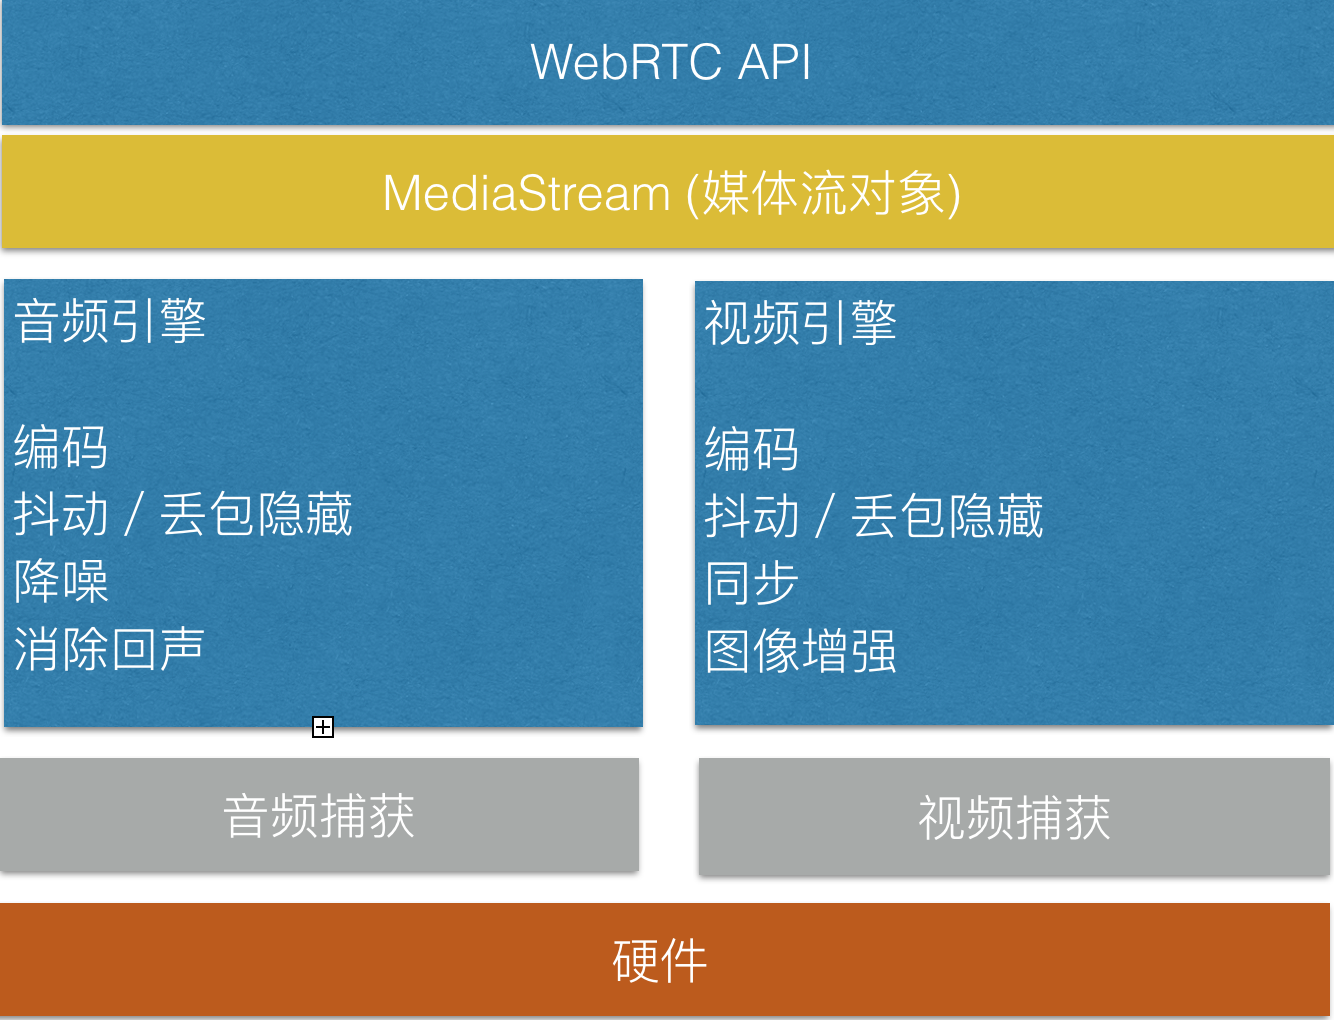 WebRTC API
MediaStream (媒体流对象)
音频引擎
编码
抖动 / 丢包隐藏
降噪
消除回声
视频引擎
编码
抖动 / 丢包隐藏
同步
图像增强
音频捕获
视频捕获
硬件